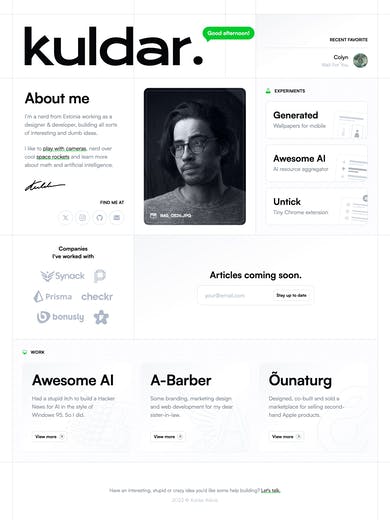 kuldar.
Good afternoon!
RECENT FAVORITE
Colyn
Wait For You
About me
I'm a nerd from Estonia working as a
designer & developer, building all sorts
of interesting and dumb ideas.
I like to play with cameras, nerd over
cool space rockets and learn more
about math and artificial intelligence.
FIND ME AT
IMG_0626.JPG
EXPERIMENTS
Generated
Wallpapers for mobile
Awesome AI
AI resource aggregator
Untick
Tiny Chrome extension
Companies
I've worked with
Synack
Prisma
checkr
bonusly
Articles coming soon.
your@email.com
Stay up to date
WORK
Awesome AI
Had a stupid itch to build a Hacker
News for AI in the style of
Windows 95. So I did.
View more
A-Barber
Some branding, marketing design
and web development for my dear
sister-in-law.
View more
Õunaturg
Designed, co-built and sold a
marketplace for selling second-
hand Apple products.
View more
Have an interesting, stupid or crazy idea you'd like some help building? Let's talk.
2023 © Kuldar Kalvik